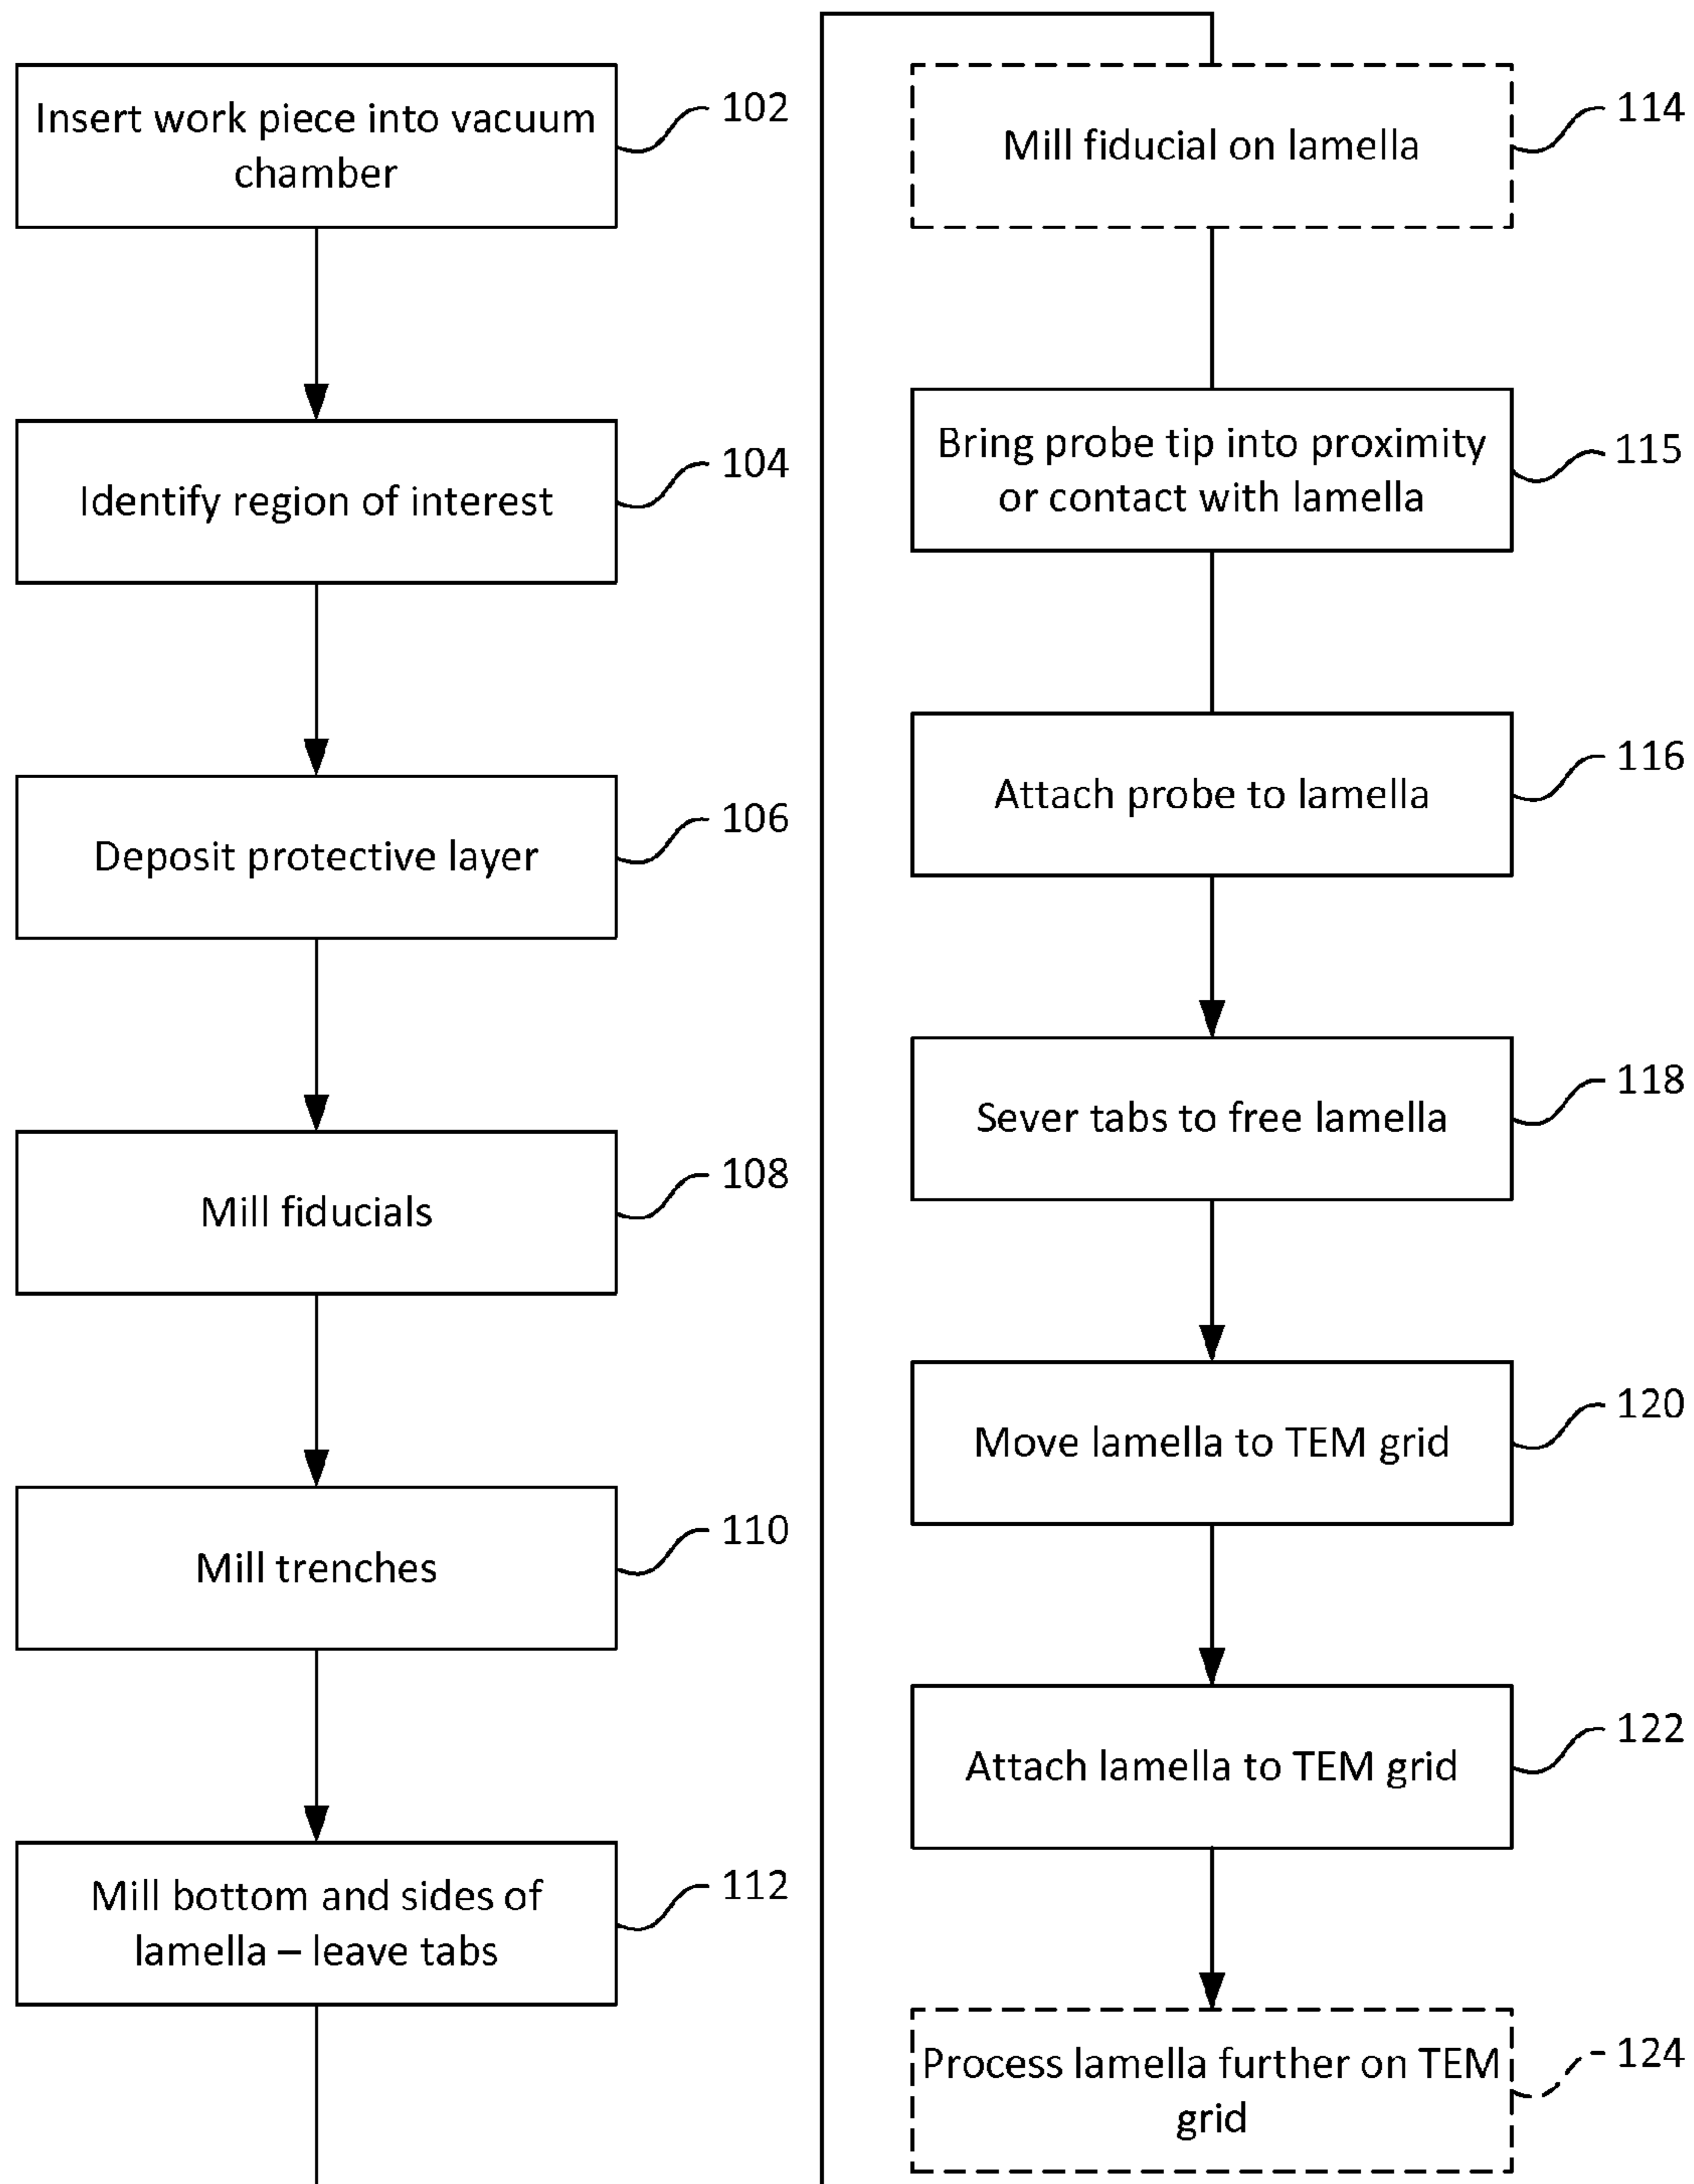 Insert work piece into vacuum
chamber
102
Identify region of interest
104
Deposit protective layer
106
Mill fiducials
108
Mill trenches
110
Mill bottom and sides of
lamella – leave tabs
112
Mill fiducial on lamella
114
Bring probe tip into proximity
or contact with lamella
115
Attach probe to lamella
116
Sever tabs to free lamella
118
Move lamella to TEM grid
120
Attach lamella to TEM grid
122
Process lamella further on TEM
grid
124